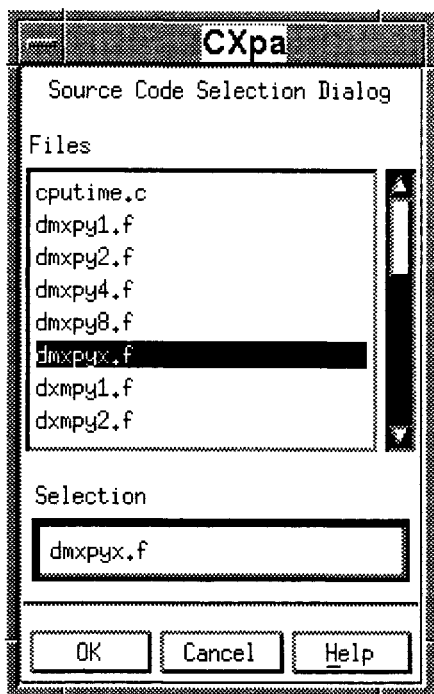 CXpa
Source Code Selection Dialog
Files
cputime.c
dmxpy1.f
dmxpy2.f
dmxpy4.f
dmxpy8.f
dmxpyx.f
dxmpy1.f
dxmpy2.f
Selection
dmxpyx.f
OK Cancel Help